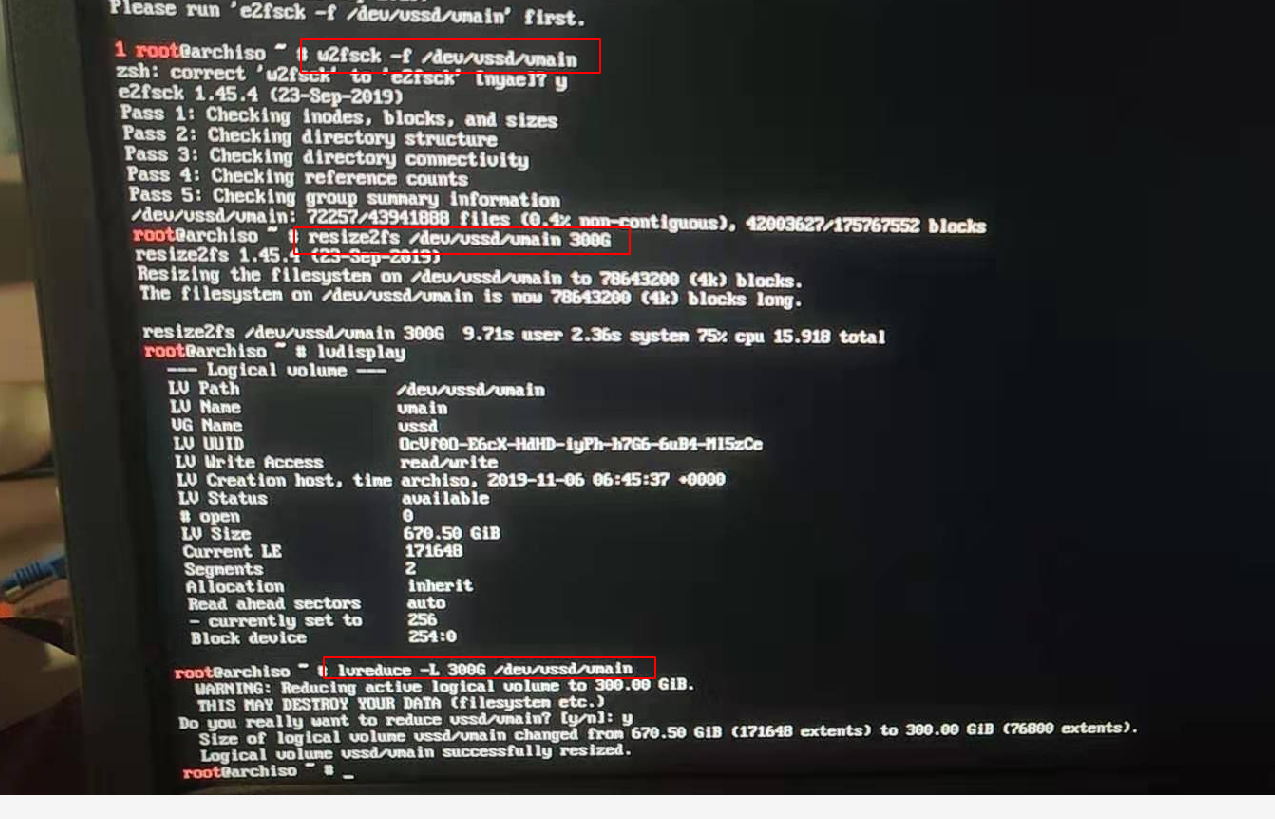 Please run 'e2fsck -f /dev/vssd/vmain' first.
1 root@archiso ~ # u2fsck -f /dev/vssd/vmain
zsh: correct 'u2fsck' to 'e2fsck' [nyae]? y
e2fsck 1.45.4 (23-Sep-2019)
Pass 1: Checking inodes, blocks, and sizes
Pass 2: Checking directory structure
Pass 3: Checking directory connectivity
Pass 4: Checking reference counts
Pass 5: Checking group summary information
/dev/vssd/vmain: 72257/43941888 files (0.4% non-contiguous), 42003627/175767552 blocks
root@archiso ~ # resize2fs /dev/vssd/vmain 300G
resize2fs 1.45.4 (23-Sep-2019)
Resizing the filesystem on /dev/vssd/vmain to 78643200 (4k) blocks.
The filesystem on /dev/vssd/vmain is now 78643200 (4k) blocks long.
resize2fs /dev/vssd/vmain 300G 9.71s user 2.36s system 75% cpu 15.918 total
root@archiso ~ # lvdisplay
--- Logical volume ---
LV Path /dev/vssd/vmain
LV Name vmain
VG Name vssd
LV UUID OcVf0O-E6cX-HdHD-iyPh-h7G6-6uB4-Ml5zCe
LV Write Access read/write
LV Creation host, time archiso, 2019-11-06 06:45:37 +0000
LV Status available
# open 0
LV Size 670.50 GiB
Current LE 171648
Segments 2
Allocation inherit
Read ahead sectors auto
- currently set to 256
Block device 254:0
root@archiso ~ # lvreduce -L 300G /dev/vssd/vmain
WARNING: Reducing active logical volume to 300.00 GiB.
THIS MAY DESTROY YOUR DATA (filesystem etc.)
Do you really want to reduce vssd/vmain? [y/n]: y
Size of logical volume vssd/vmain changed from 670.50 GiB (171648 extents) to 300.00 GiB (76800 extents).
Logical volume vssd/vmain successfully resized.
root@archiso ~ # _